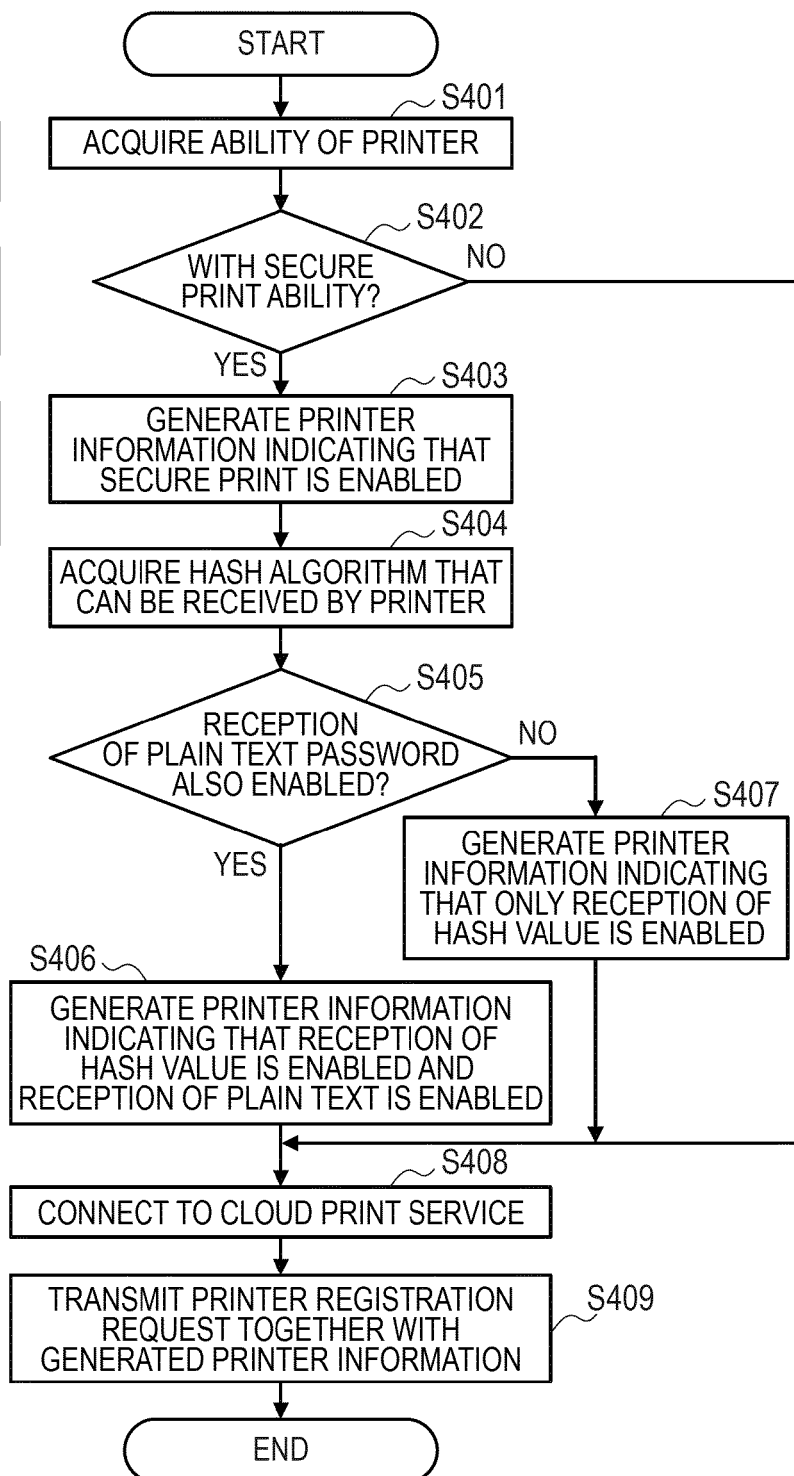 START
S401
ACQUIRE ABILITY OF PRINTER
S402
WITH SECURE
PRINT ABILITY?
NO
YES
S403
GENERATE PRINTER
INFORMATION INDICATING THAT
SECURE PRINT IS ENABLED
S404
ACQUIRE HASH ALGORITHM THAT
CAN BE RECEIVED BY PRINTER
S405
RECEPTION
OF PLAIN TEXT PASSWORD
ALSO ENABLED?
NO
YES
S407
GENERATE PRINTER
INFORMATION INDICATING
THAT ONLY RECEPTION OF
HASH VALUE IS ENABLED
S406
GENERATE PRINTER INFORMATION
INDICATING THAT RECEPTION OF
HASH VALUE IS ENABLED AND
RECEPTION OF PLAIN TEXT IS ENABLED
S408
CONNECT TO CLOUD PRINT SERVICE
S409
TRANSMIT PRINTER REGISTRATION
REQUEST TOGETHER WITH
GENERATED PRINTER INFORMATION
END